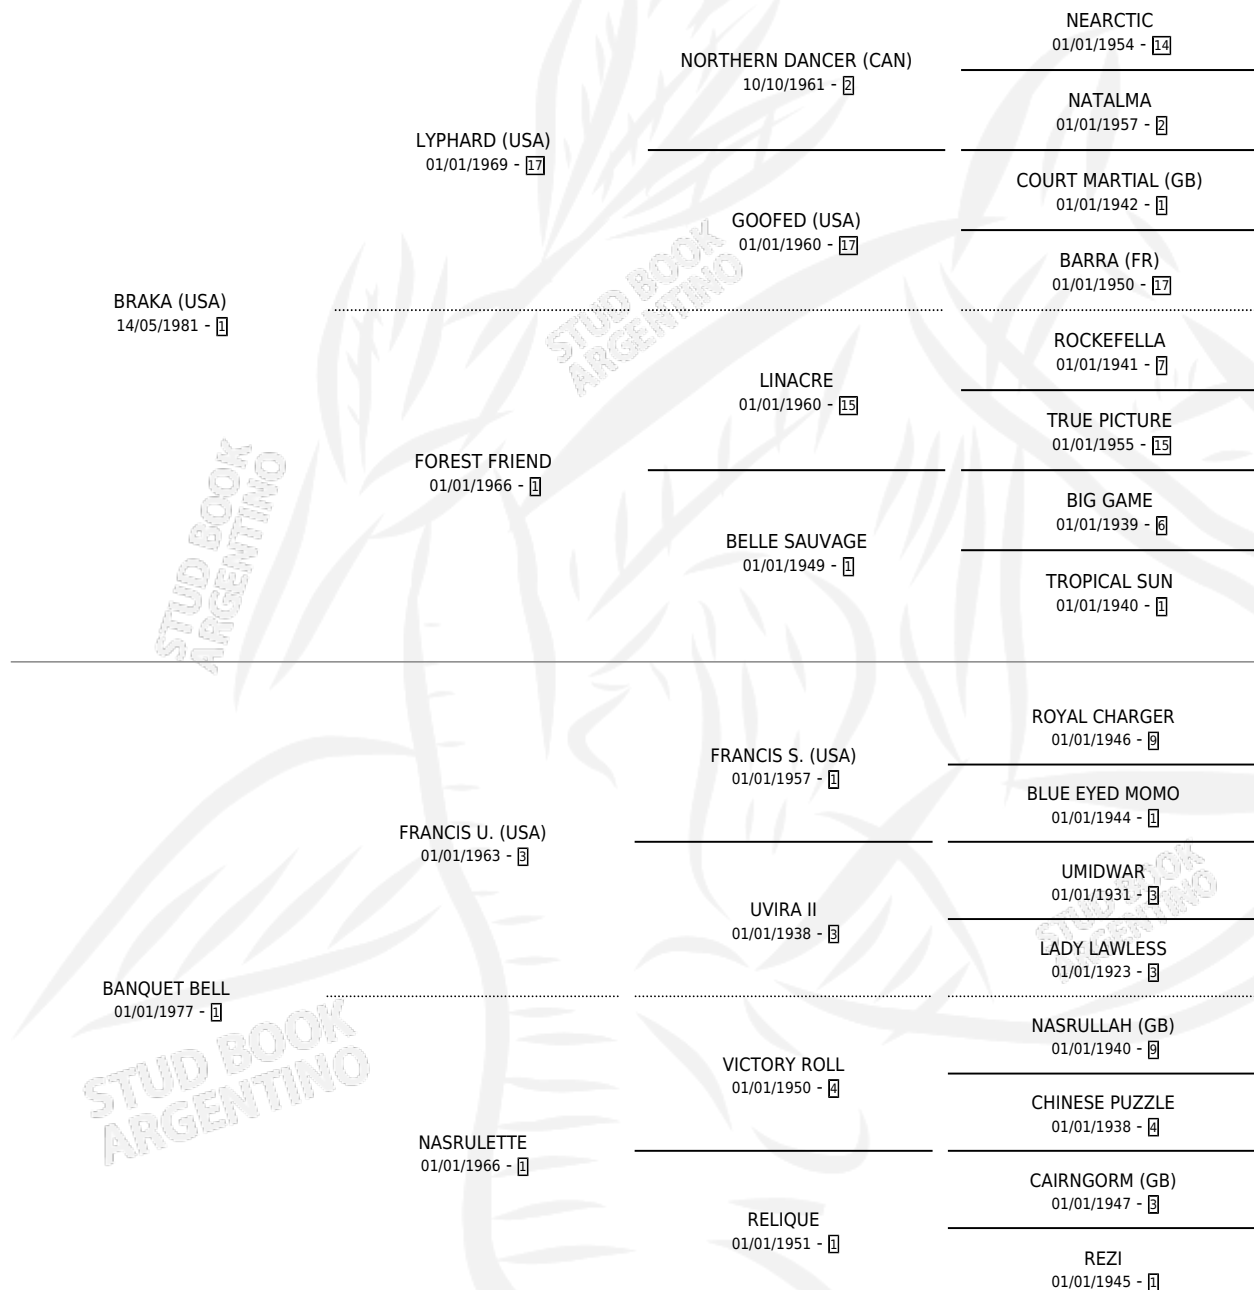 NEARCTIC
01/01/1954 - 14
NORTHERN DANCER (CAN)
10/10/1961 - 2
NATALMA
01/01/1957 - 2
LYPHARD (USA)
01/01/1969 - 17
COURT MARTIAL (GB)
01/01/1942 - 1
GOOFED (USA)
01/01/1960 - 17
BARRA (FR)
01/01/1950 - 17
BRAKA (USA)
14/05/1981 - 1
STUD BOOK
ARGENTINO
ROCKEFELLA
01/01/1941 - 7
LINACRE
01/01/1960 - 15
TRUE PICTURE
01/01/1955 - 15
FOREST FRIEND
01/01/1966 - 1
BIG GAME
01/01/1939 - 6
BELLE SAUVAGE
01/01/1949 - 1
TROPICAL SUN
01/01/1940 - 1
STUD BOOK
ARGENTINO
ROYAL CHARGER
01/01/1946 - 9
FRANCIS S. (USA)
01/01/1957 - 1
BLUE EYED MOMO
01/01/1944 - 1
FRANCIS U. (USA)
01/01/1963 - 3
UMIDWAR
01/01/1931 - 3
UVIRA II
01/01/1938 - 3
LADY LAWLESS
01/01/1923 - 3
STUD BOOK
ARGENTINO
BANQUET BELL
01/01/1977 - 1
NASRULLAH (GB)
01/01/1940 - 9
VICTORY ROLL
01/01/1950 - 4
CHINESE PUZZLE
01/01/1938 - 4
STUD BOOK
ARGENTINO
NASRULETTE
01/01/1966 - 1
CAIRNGORM (GB)
01/01/1947 - 3
RELIQUE
01/01/1951 - 1
REZI
01/01/1945 - 1